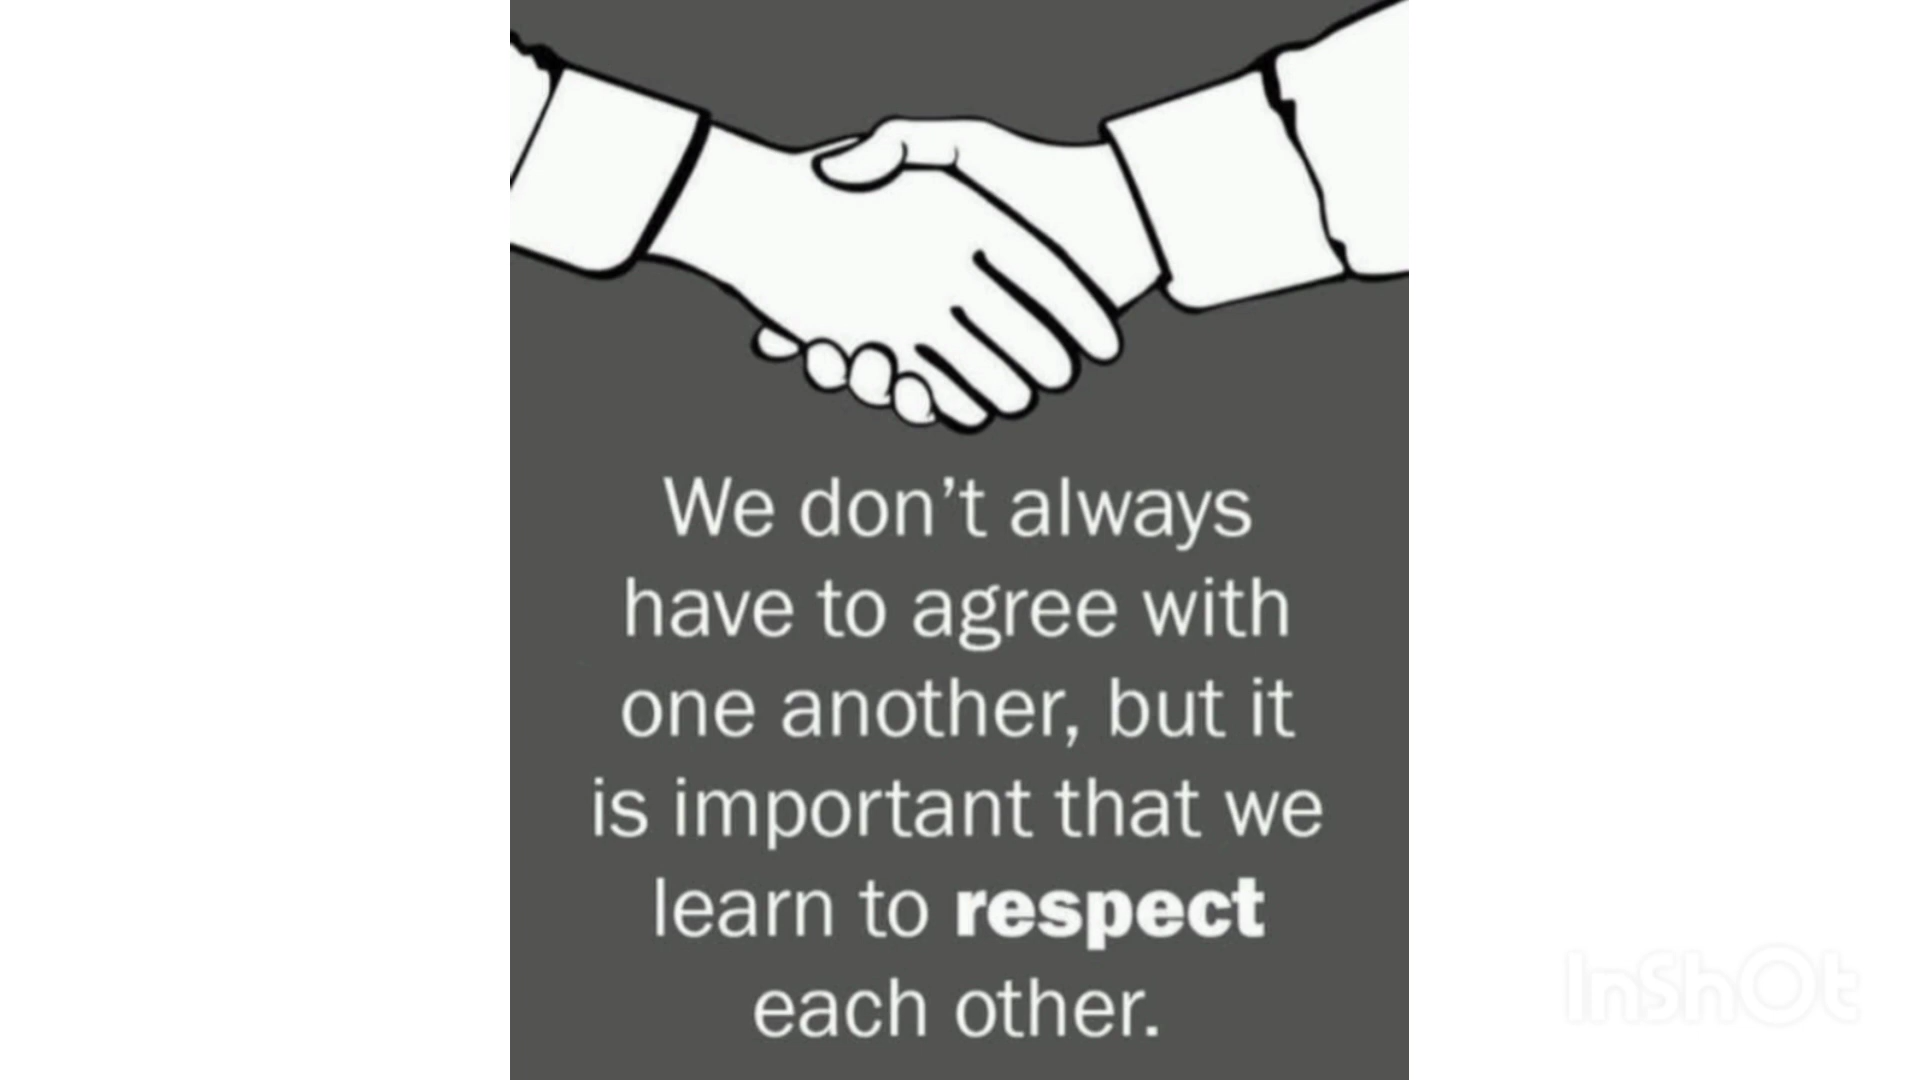 We don’t always
have to agree with
one another, but it
is important that we
learn to respect
each other.
InShOt